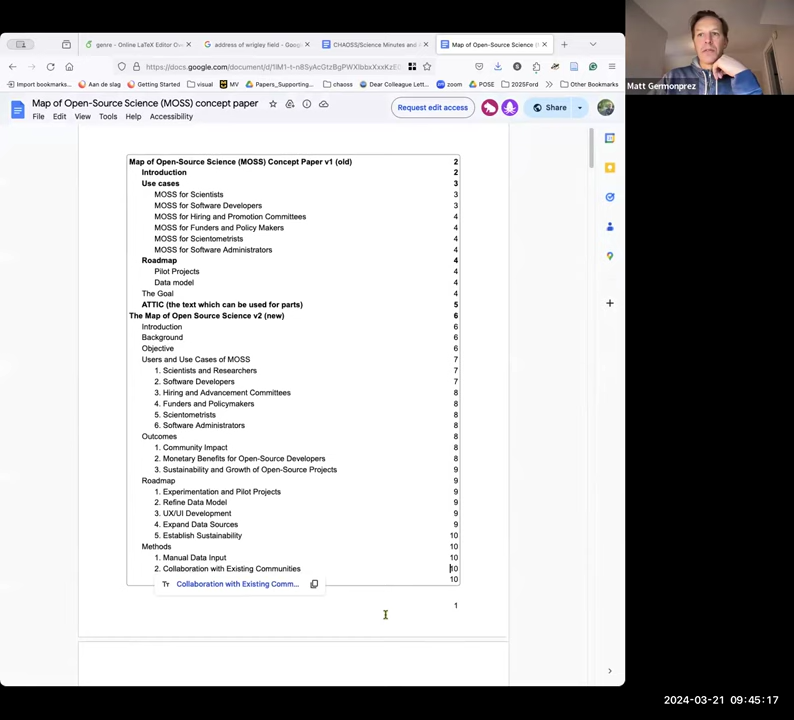 genre - Online LaTeX Editor Ov
address of wrigley field - Goog
CHAOSS/Science Minutes and
Map of Open-Source Science (
Matt Germonprez
Import bookmarks...
Aan de slag
Getting Started
visual
MV
Papers_Supporting...
chaoss
Dear Colleague Let...
zoom
POSE
2025Ford
Other Bookmarks
Map of Open-Source Science (MOSS) concept paper
Request edit access
Share
File Edit View Tools Help Accessibility
Map of Open-Source Science (MOSS) Concept Paper v1 (old) 2
Introduction 2
Use cases 3
MOSS for Scientists 3
MOSS for Software Developers 3
MOSS for Hiring and Promotion Committees 4
MOSS for Funders and Policy Makers 4
MOSS for Scientometrists 4
MOSS for Software Administrators 4
Roadmap 4
Pilot Projects 4
Data model 4
The Goal 4
ATTIC (the text which can be used for parts) 5
The Map of Open Source Science v2 (new) 6
Introduction 6
Background 6
Objective 6
Users and Use Cases of MOSS 7
1. Scientists and Researchers 7
2. Software Developers 7
3. Hiring and Advancement Committees 8
4. Funders and Policymakers 8
5. Scientometrists 8
6. Software Administrators 8
Outcomes 8
1. Community Impact 8
2. Monetary Benefits for Open-Source Developers 8
3. Sustainability and Growth of Open-Source Projects 9
Roadmap 9
1. Experimentation and Pilot Projects 9
2. Refine Data Model 9
3. UX/UI Development 9
4. Expand Data Sources 9
5. Establish Sustainability 10
Methods 10
1. Manual Data Input 10
2. Collaboration with Existing Communities 10
10
Tт Collaboration with Existing Comm...
1
2024-03-21 09:45:17